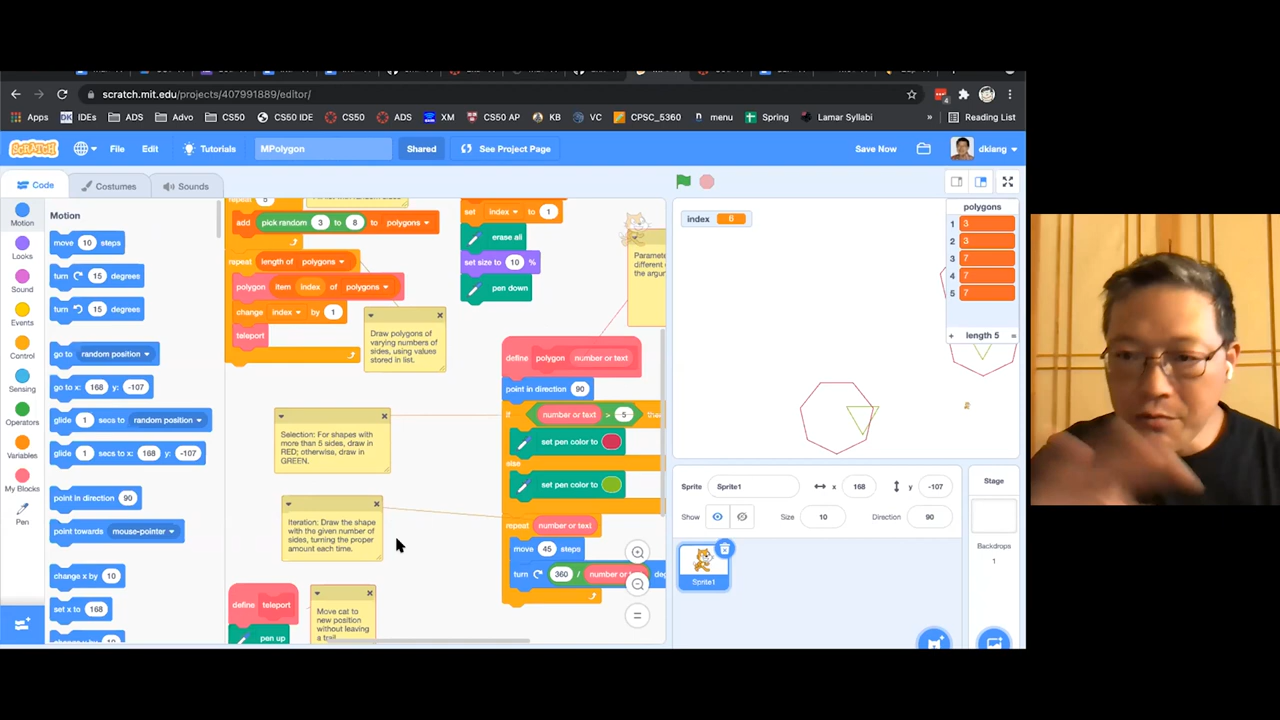 scratch.mit.edu/projects/407991889/editor/
4
Apps
IDEs
ADS
Advo
CS50
CS50 IDE
CS50
ADS
XM
CS50 AP
KB
VC
CPSC_5360
menu
Spring
Lamar Syllabi
»
Reading List
SCRATCH
File
Edit
Tutorials
MPolygon
Shared
See Project Page
Save Now
dkiang
Code
Costumes
Sounds
Motion
Looks
Sound
Events
Control
Sensing
Operators
Variables
My Blocks
Pen
Motion
move 10 steps
turn 15 degrees
turn 15 degrees
go to random position
go to x: 168 y: -107
glide 1 secs to random position
glide 1 secs to x: 168 y: -107
point in direction 90
point towards mouse-pointer
change x by 10
set x to 168
repeat 5
add pick random 3 to 8 to polygons
repeat length of polygons
polygon item index of polygons
change index by 1
teleport
Draw polygons of
varying numbers of
sides, using values
stored in list.
set index to 1
erase all
set size to 10 %
pen down
different
the argu
Selection: For shapes with
more than 5 sides, draw in
RED; otherwise, draw in
GREEN.
Iteration: Draw the shape
with the given number of
sides, turning the proper
amount each time.
define polygon number or text
point in direction 90
if number or text > 5 the
set pen color to
else
set pen color to
repeat number or text
move 45 steps
turn 360 / number or
define teleport
pen up
Move cat to
new position
without leaving
a trail.
index 6
polygons
1 3
2 3
3 7
4 7
5 7
+ length 5 =
Sprite
Sprite1
x 168
y -107
Show
Size 10
Direction 90
Sprite1
Stage
Backdrops
1